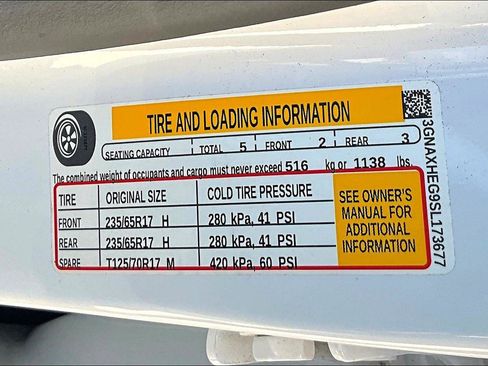 TIRE AND LOADING INFORMATION
SEATING CAPACITY TOTAL 5 FRONT 2 REAR 3
The combined weight of occupants and cargo must never exceed 516 kg or 1138 lbs.
TIRE ORIGINAL SIZE COLD TIRE PRESSURE
FRONT 235/65R17 H 280 kPa, 41 PSI
REAR 235/65R17 H 280 kPa, 41 PSI
SPARE T125/70R17 M 420 kPa, 60 PSI
SEE OWNER'S
MANUAL FOR
ADDITIONAL
INFORMATION
3GNAXHEG9SL173677